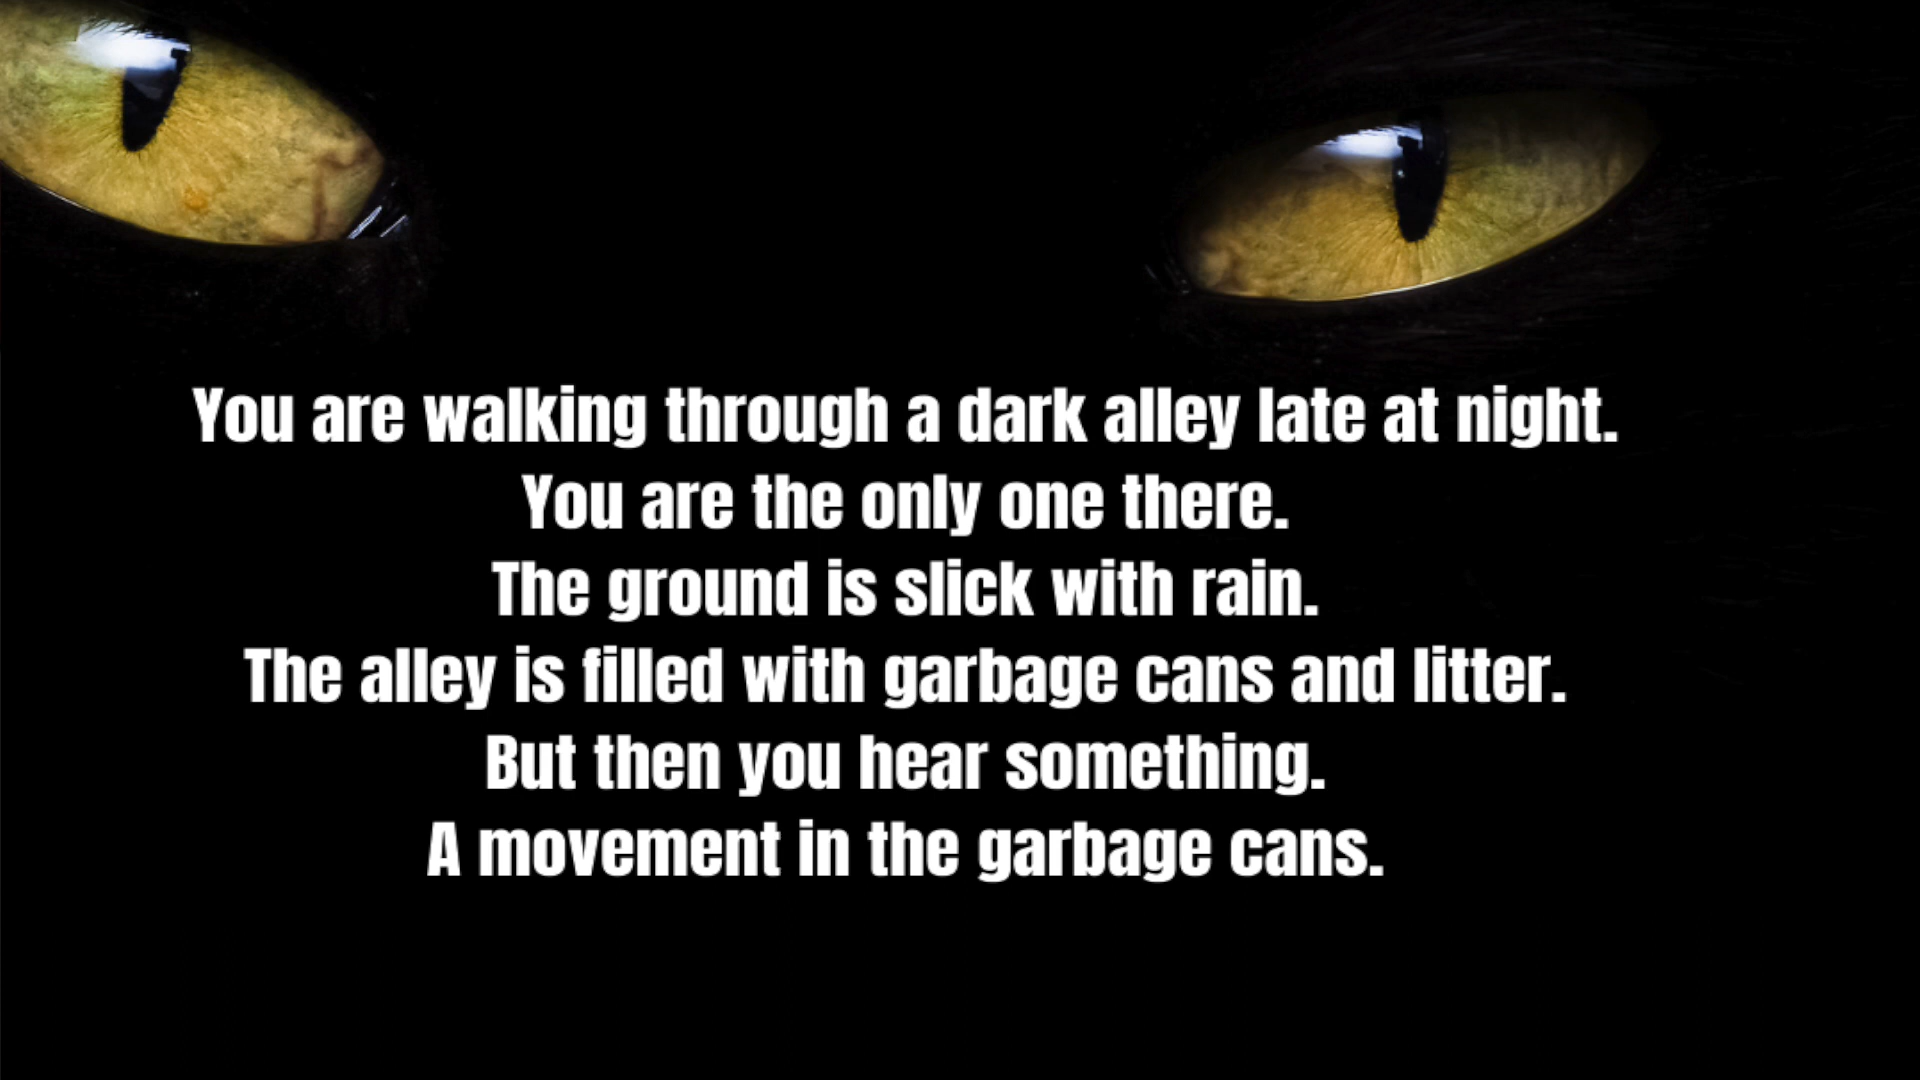 You are walking through a dark alley late at night.
You are the only one there.
The ground is slick with rain.
The alley is filled with garbage cans and litter.
But then you hear something.
A movement in the garbage cans.